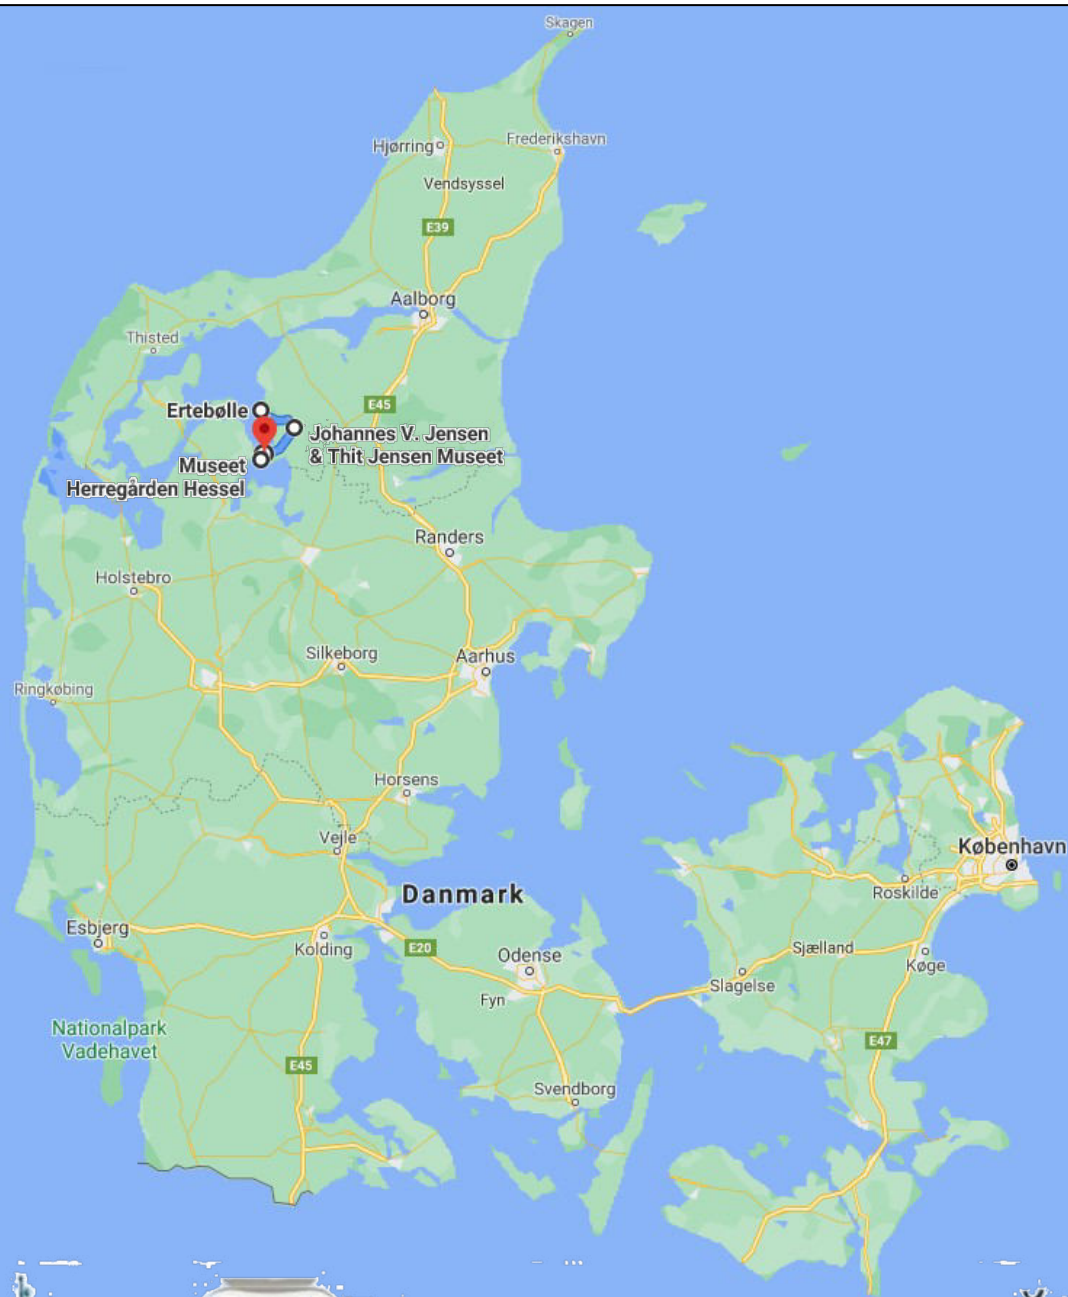 Skagen
Hjørring
Frederikshavn
Vendsyssel
E39
Aalborg
Thisted
E45
Ertebølle
Johannes V. Jensen
& Thit Jensen Museet
Museet
Herregården Hessel
Randers
Holstebro
Silkeborg
Aarhus
Ringkøbing
Horsens
Vejle
København
Roskilde
Danmark
Esbjerg
Kolding
E20
Odense
Sjælland
Køge
Slagelse
Fyn
Nationalpark
Vadehavet
E47
E45
Svendborg